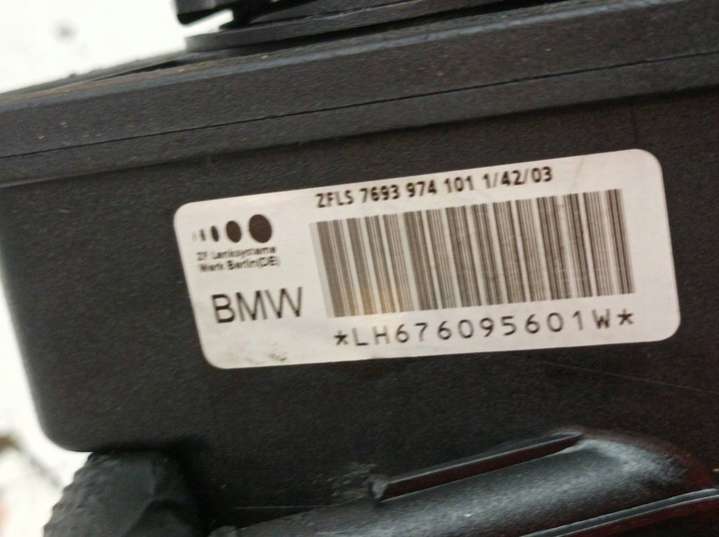 ZFLS 7693 974 101 1/42/03
ZF Lenksysteme
Werk Berlin(DE)
BMW
*LH676095601W*